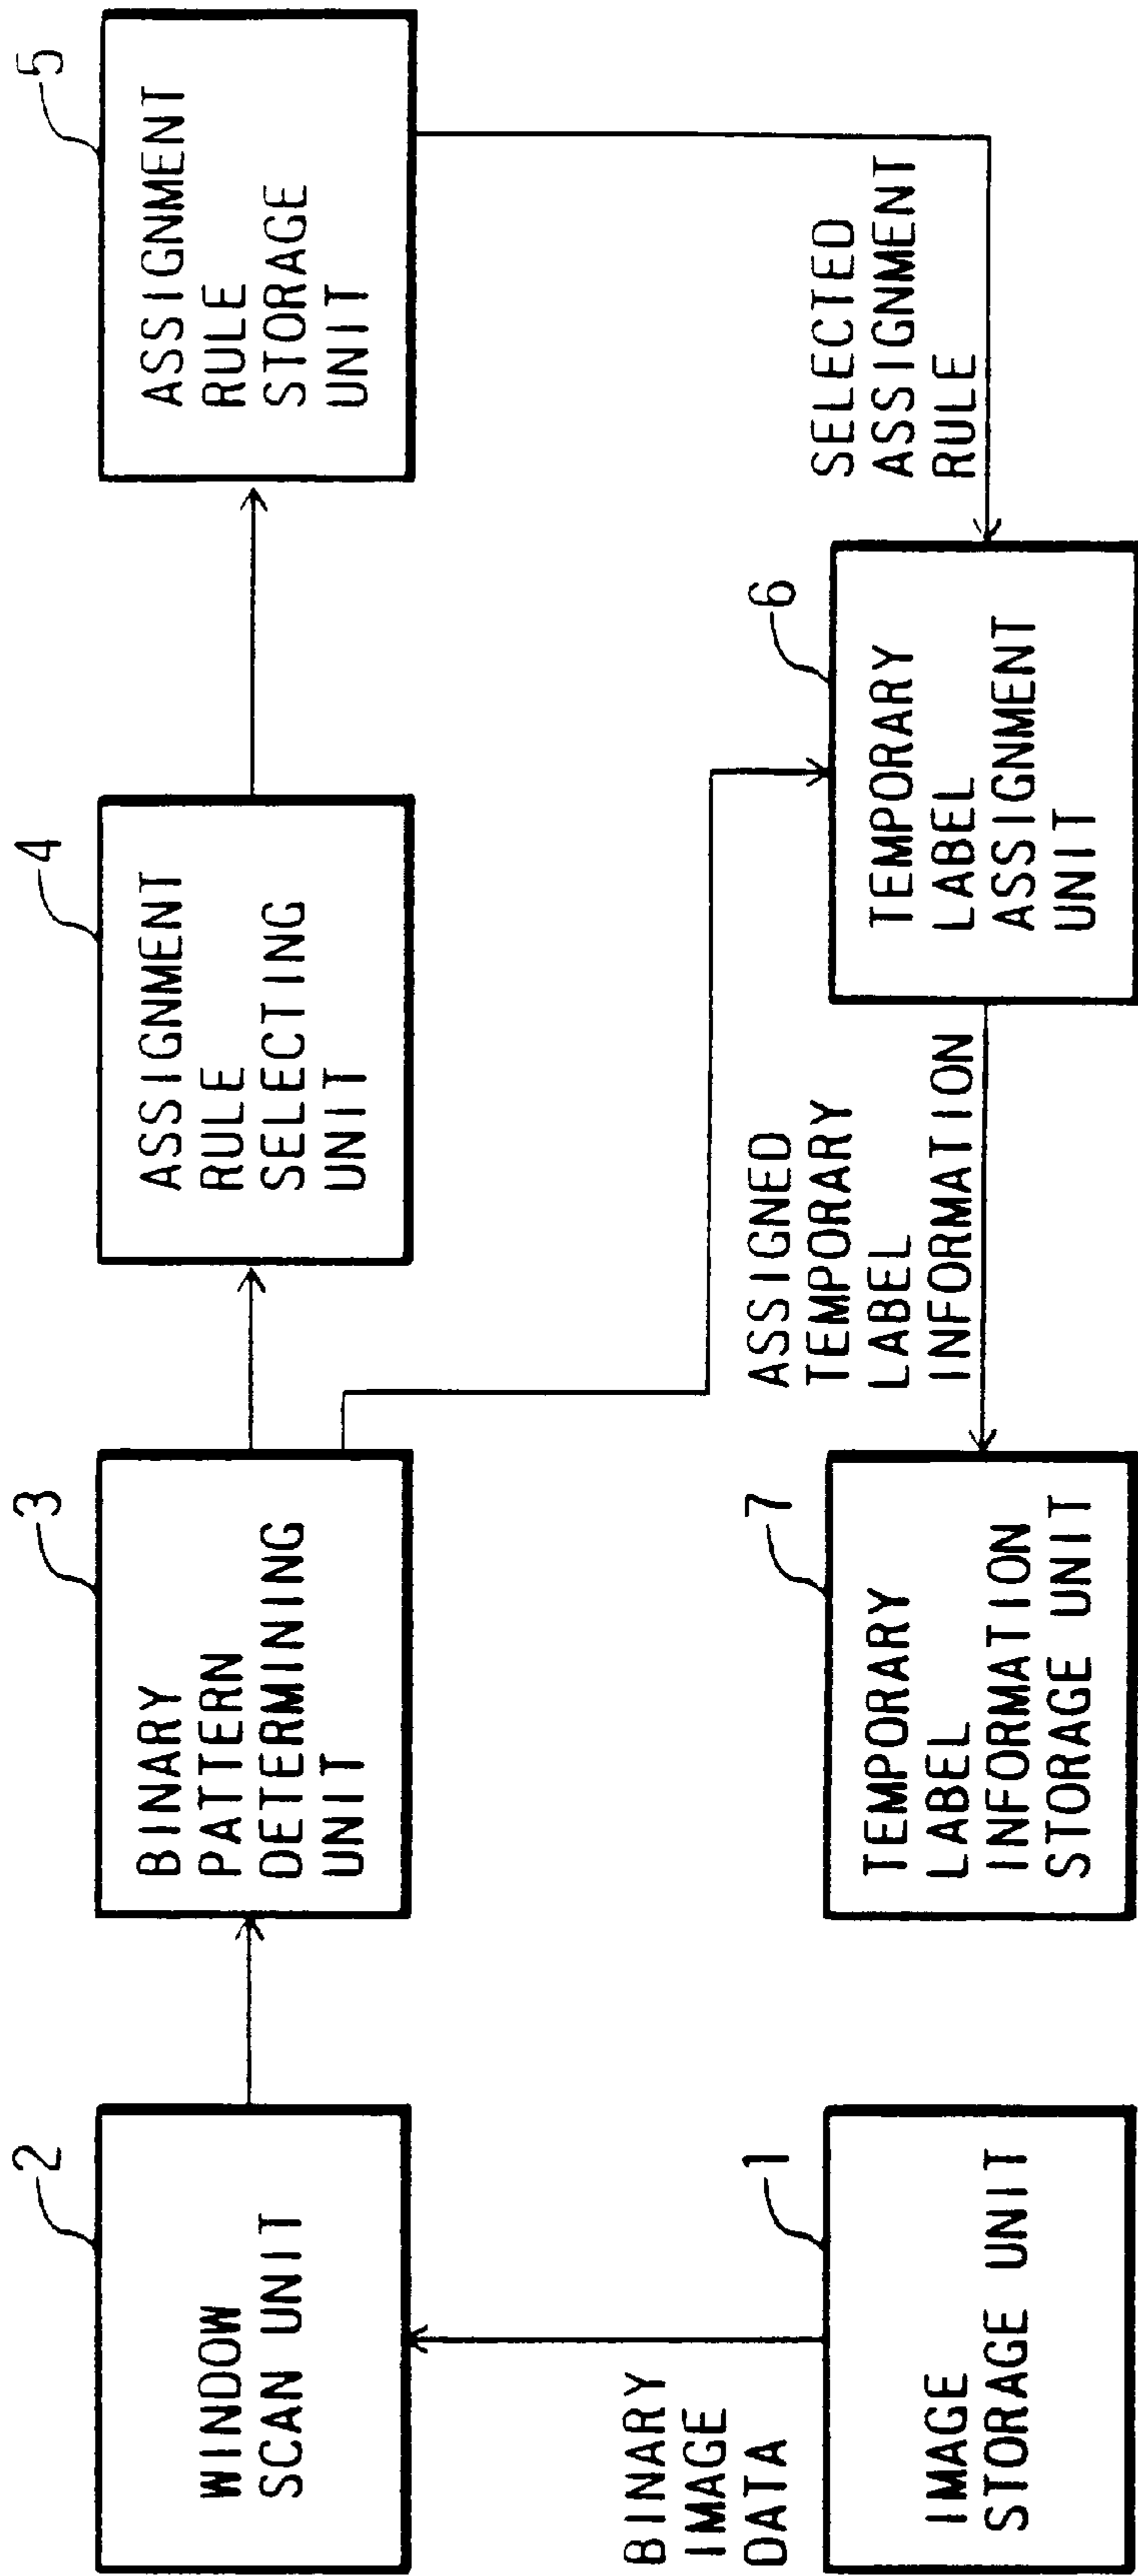 2
WINDOW
SCAN UNIT
3
BINARY
PATTERN
DETERMINING
UNIT
4
ASSIGNMENT
RULE
SELECTING
UNIT
5
ASSIGNMENT
RULE
STORAGE
UNIT
BINARY
IMAGE
DATA
1
IMAGE
STORAGE UNIT
7
TEMPORARY
LABEL
INFORMATION
STORAGE UNIT
ASSIGNED
TEMPORARY
LABEL
INFORMATION
6
TEMPORARY
LABEL
ASSIGNMENT
UNIT
SELECTED
ASSIGNMENT
RULE